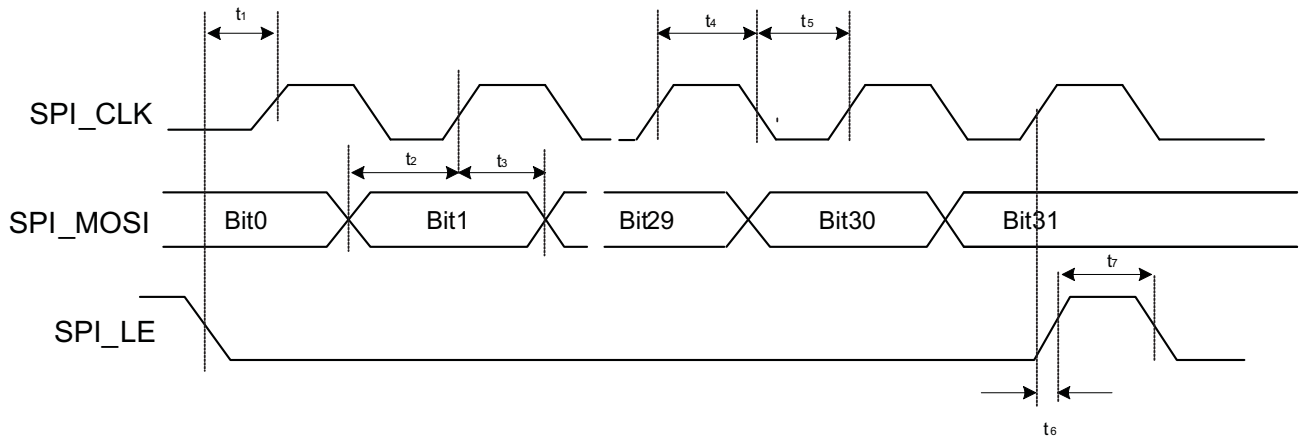 t1 t4 t5
SPI_CLK
t2 t3
SPI_MOSI Bit0 Bit1 Bit29 Bit30 Bit31
t7
SPI_LE
t6